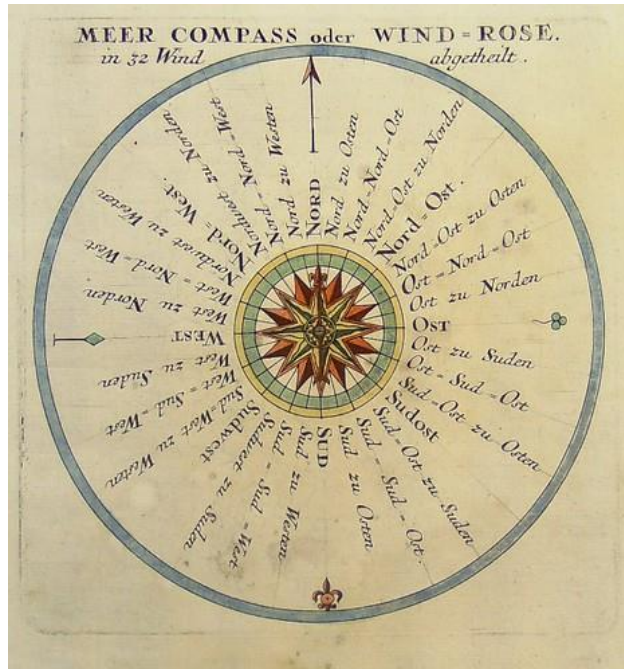 MEER COMPASS oder WIND=ROSE.
in 32 Wind abgetheilt.
NORD
Nord zu Osten
Nord=Nord=Ost
Nord=Ost zu Norden
Nord=Ost.
Nord=Ost zu Osten
Ost=Nord=Ost
Ost zu Norden
OST
Ost zu Suden
Ost=Sud=Ost
Sud=Ost zu Osten
Sudost
Sud=Ost zu Suden
Sud=Sud=Ost.
Sud zu Osten
SUD
Sud zu Westen
Sud=Sud=West
Sudwest zu Suden
Sudwest
Sud West zu Westen
West=Sud=West
West zu Suden
WEST
West zu Norden
West=Nord=West
Nordwest zu Westen
Nord=West.
Nordwest zu Norden
Nord=Nord=West
Nord zu Westen